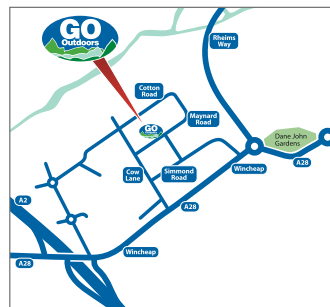 GO
Outdoors
Rheims
Way
Cotton
Road
Maynard
Road
GO
Outdoors
Dane John
Gardens
A28
Cow
Lane
Simmond
Road
Wincheap
A2
A28
Wincheap
A28